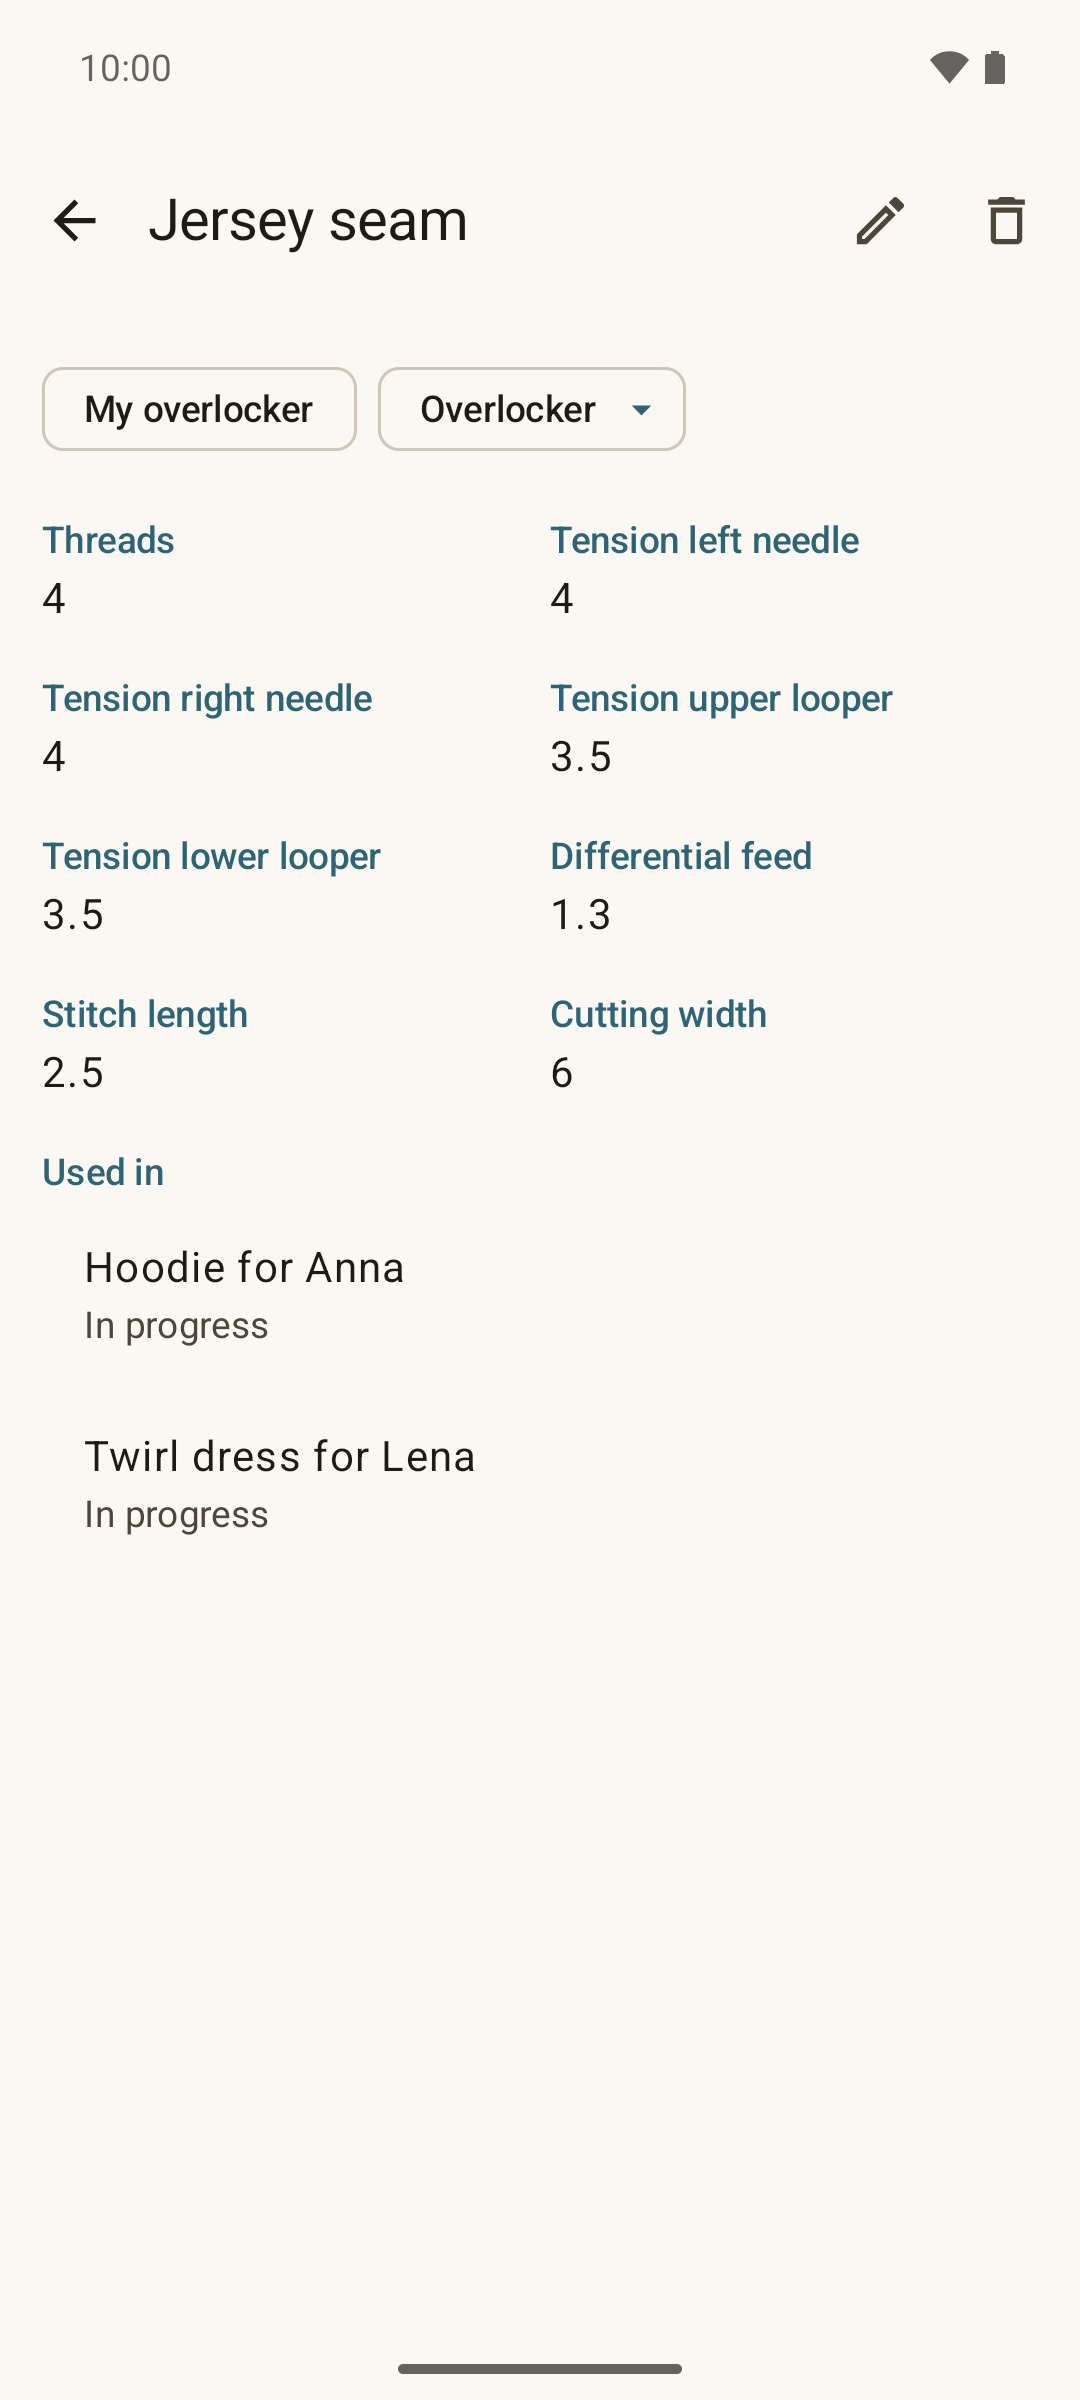 10:00
Jersey seam
My overlocker
Overlocker
Threads
4
Tension left needle
4
Tension right needle
4
Tension upper looper
3.5
Tension lower looper
3.5
Differential feed
1.3
Stitch length
2.5
Cutting width
6
Used in
Hoodie for Anna
In progress
Twirl dress for Lena
In progress